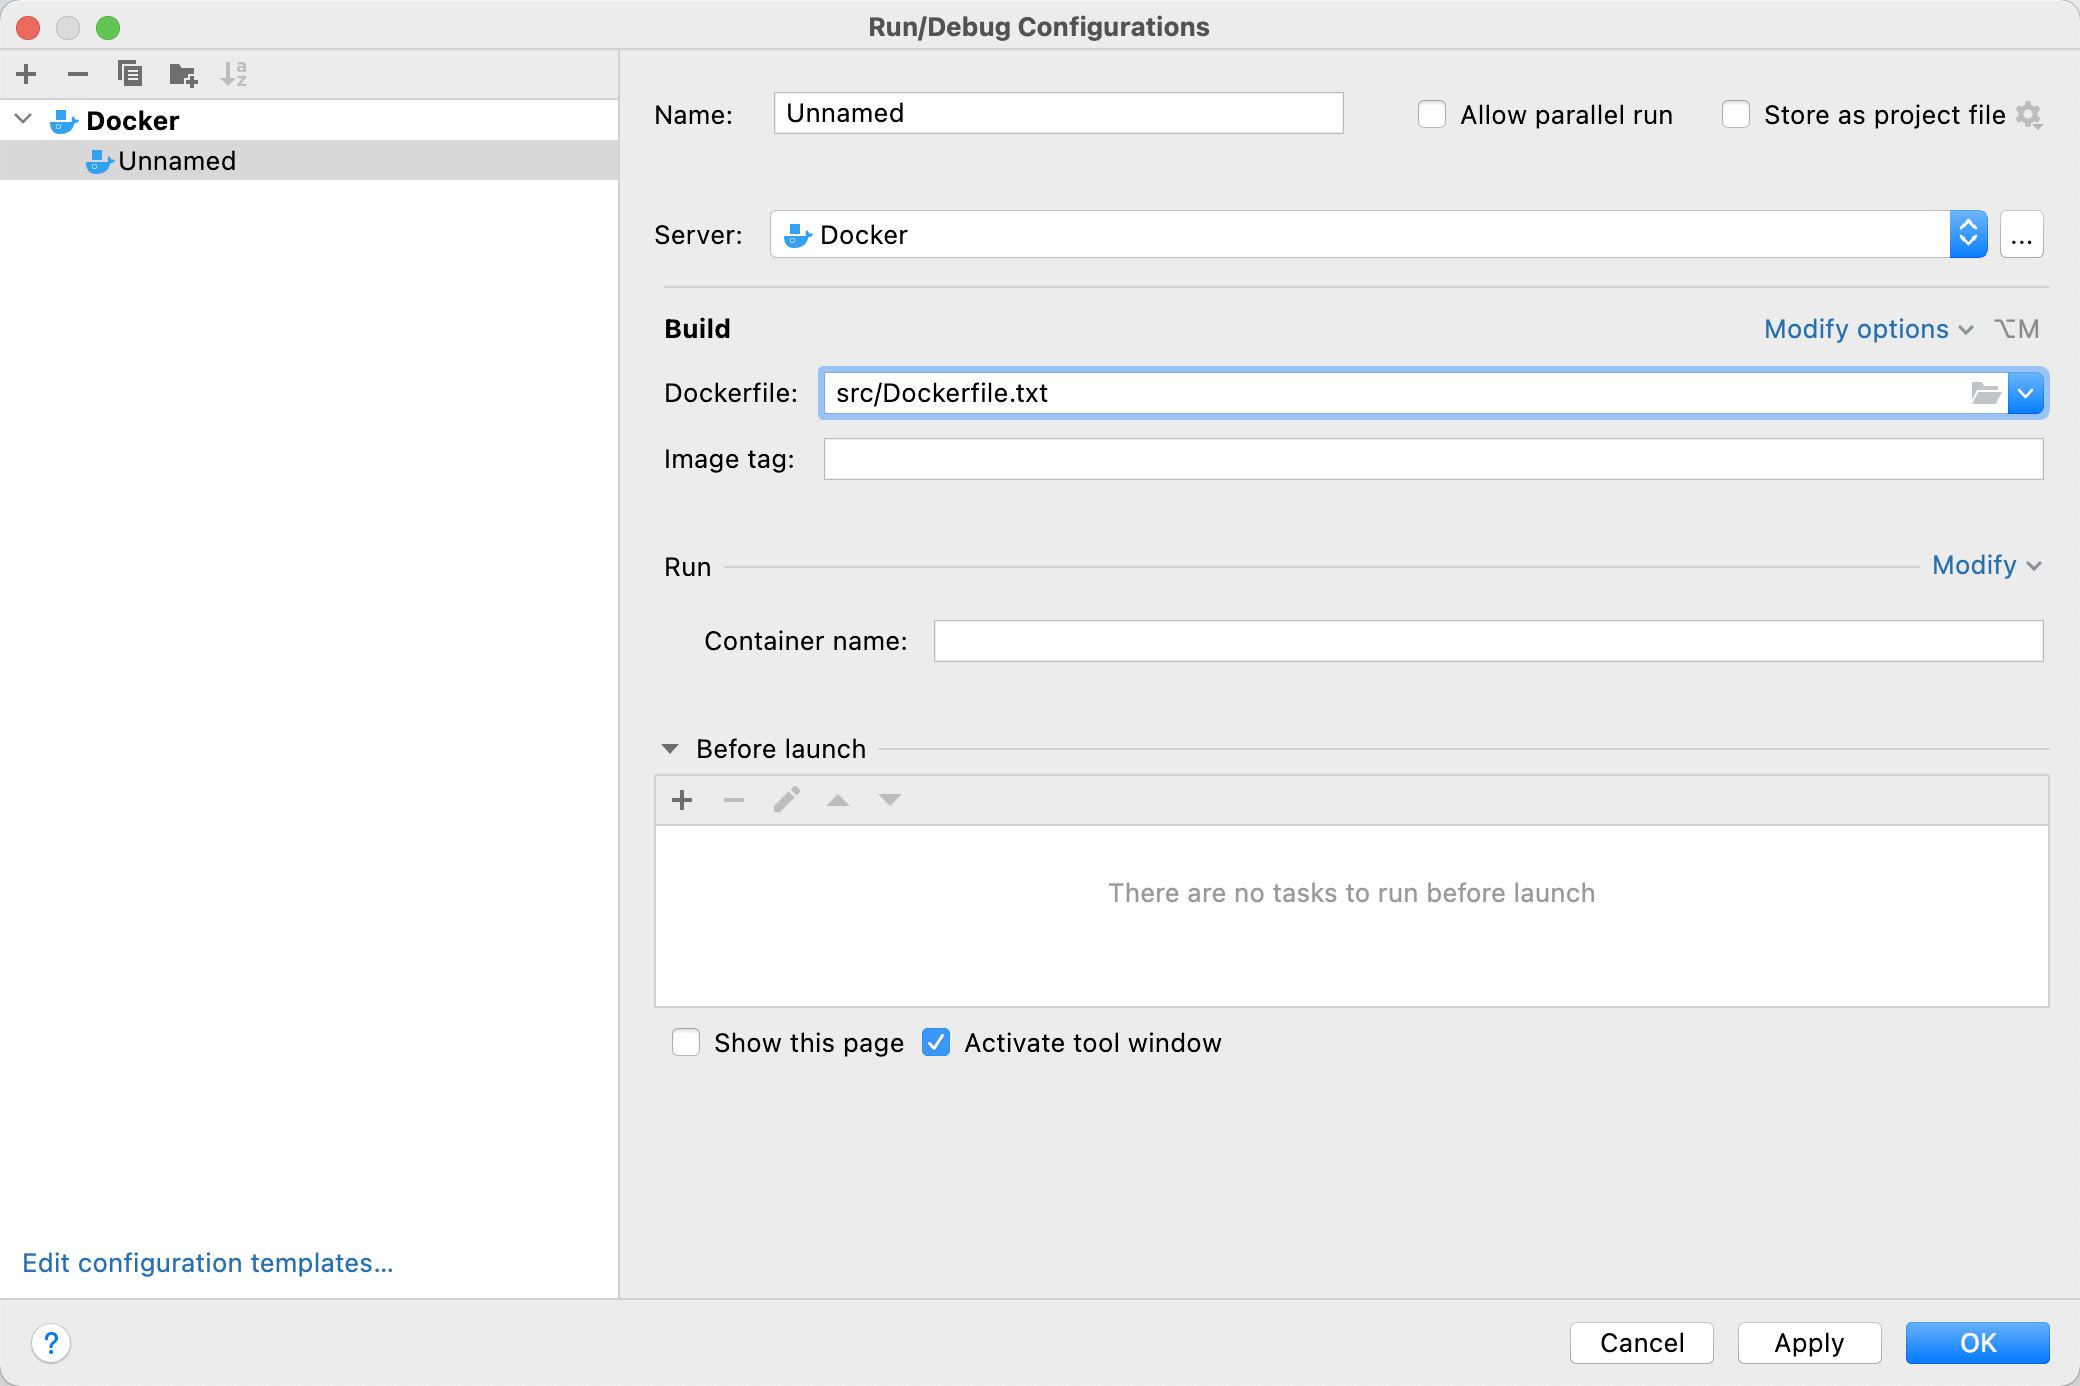 Run/Debug Configurations
Docker
Unnamed
Edit configuration templates...
Name: Unnamed Allow parallel run Store as project file
Server: Docker ...
Build Modify options ⌥M
Dockerfile: src/Dockerfile.txt
Image tag:
Run Modify
Container name:
Before launch
There are no tasks to run before launch
Show this page Activate tool window
? Cancel Apply OK